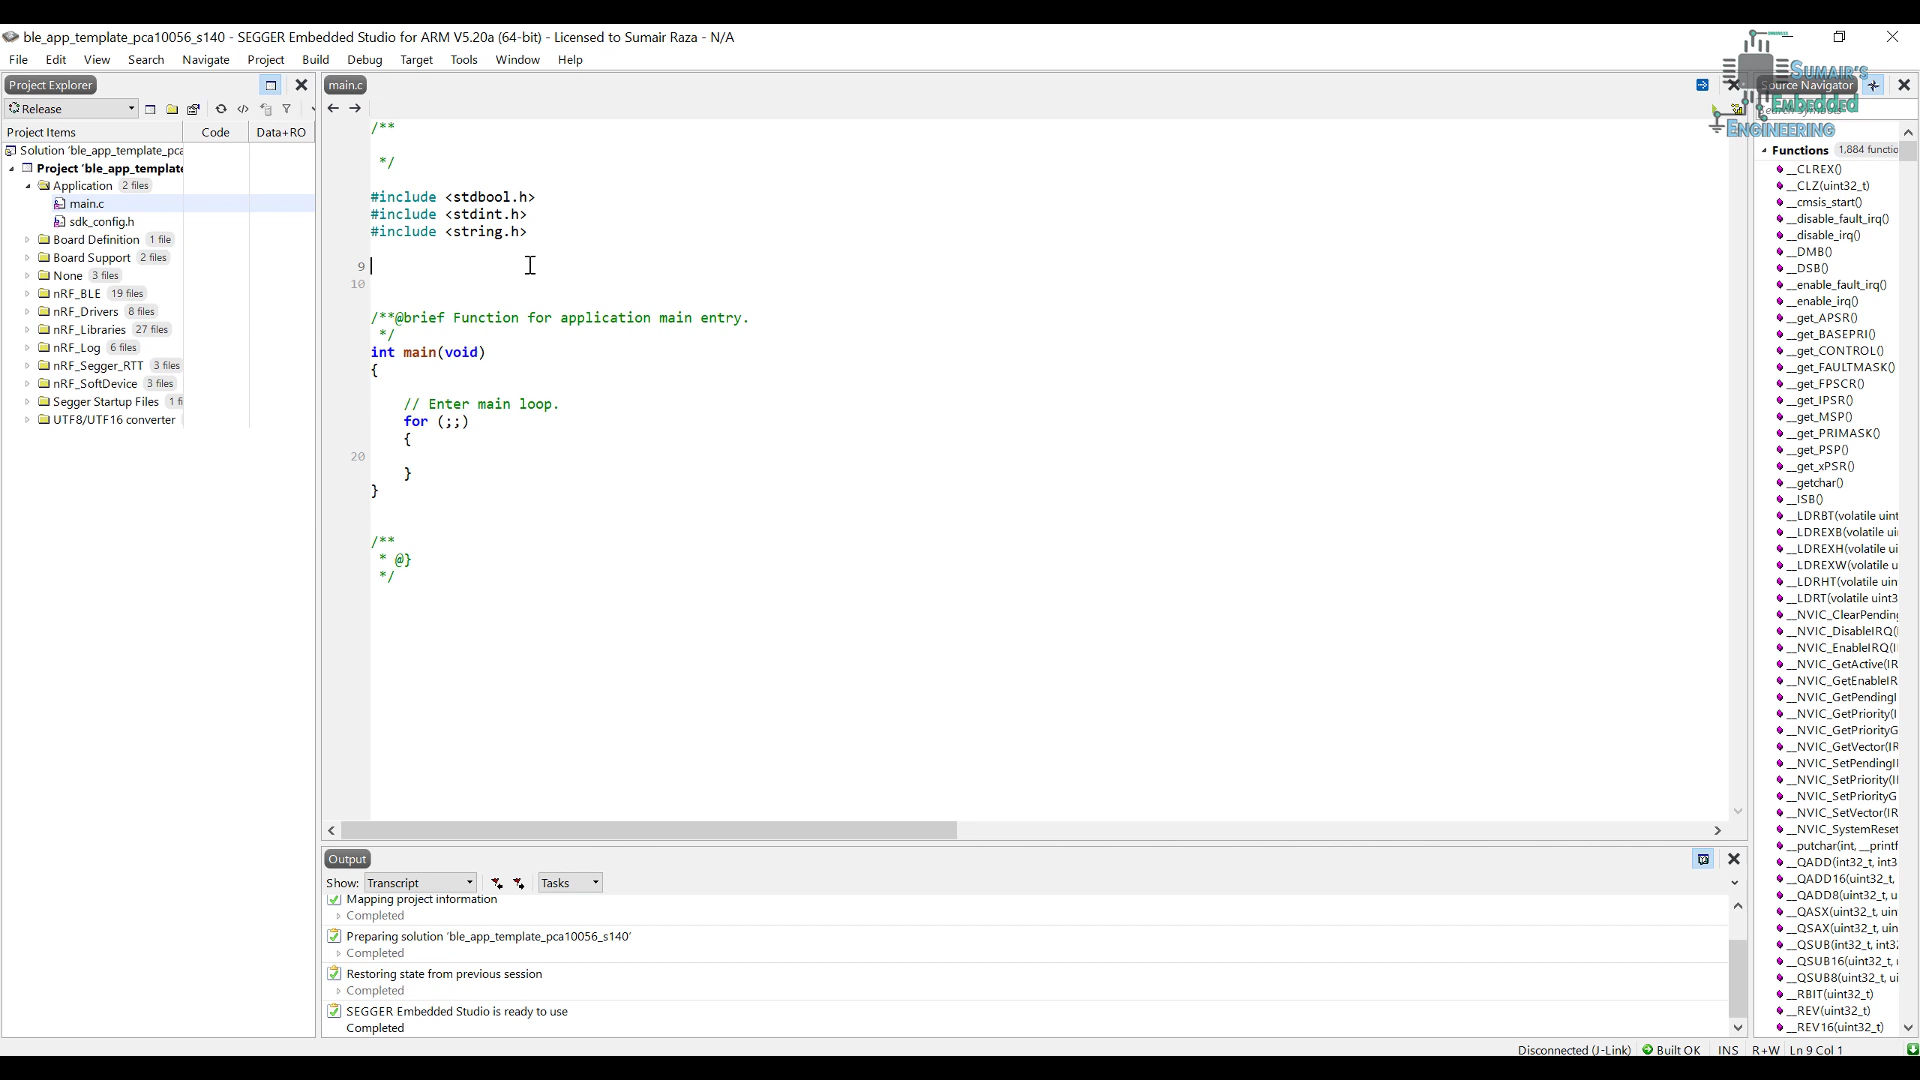 ble_app_template_pca10056_s140 - SEGGER Embedded Studio for ARM V5.20a (64-bit) - Licensed to Sumair Raza - N/A
File Edit View Search Navigate Project Build Debug Target Tools Window Help
Project Explorer
Release
Project Items Code Data+RO
Solution 'ble_app_template_pca
Project 'ble_app_template
Application 2 files
main.c
sdk_config.h
Board Definition 1 file
Board Support 2 files
None 3 files
nRF_BLE 19 files
nRF_Drivers 8 files
nRF_Libraries 27 files
nRF_Log 6 files
nRF_Segger_RTT 3 files
nRF_SoftDevice 3 files
Segger Startup Files 1 fi
UTF8/UTF16 converter
main.c
/**
*/
#include <stdbool.h>
#include <stdint.h>
#include <string.h>
9
10
/**@brief Function for application main entry.
*/
int main(void)
{
// Enter main loop.
for (;;)
{
20
}
}
/**
* @}
*/
Output
Show: Transcript Tasks
Mapping project information
Completed
Preparing solution 'ble_app_template_pca10056_s140'
Completed
Restoring state from previous session
Completed
SEGGER Embedded Studio is ready to use
Completed
SUMAIR'S
Embedded
ENGINEERING
Source Navigator
Functions 1,884 functio
__CLREX()
__CLZ(uint32_t)
__cmsis_start()
__disable_fault_irq()
__disable_irq()
__DMB()
__DSB()
__enable_fault_irq()
__enable_irq()
__get_APSR()
__get_BASEPRI()
__get_CONTROL()
__get_FAULTMASK()
__get_FPSCR()
__get_IPSR()
__get_MSP()
__get_PRIMASK()
__get_PSP()
__get_xPSR()
__getchar()
__ISB()
__LDRBT(volatile uint
__LDREXB(volatile ui
__LDREXH(volatile ui
__LDREXW(volatile u
__LDRHT(volatile uin
__LDRT(volatile uint3
__NVIC_ClearPendin
__NVIC_DisableIRQ(I
__NVIC_EnableIRQ(I
__NVIC_GetActive(IR
__NVIC_GetEnableIR
__NVIC_GetPendingI
__NVIC_GetPriority(I
__NVIC_GetPriorityG
__NVIC_GetVector(IR
__NVIC_SetPendingI
__NVIC_SetPriority(I
__NVIC_SetPriorityG
__NVIC_SetVector(IR
__NVIC_SystemReset
__putchar(int, __printf
__QADD(int32_t, int3
__QADD16(uint32_t,
__QADD8(uint32_t, u
__QASX(uint32_t, uin
__QSAX(uint32_t, uin
__QSUB(int32_t, int32
__QSUB16(uint32_t, u
__QSUB8(uint32_t, ui
__RBIT(uint32_t)
__REV(uint32_t)
__REV16(uint32_t)
Disconnected (J-Link) Built OK INS R+W Ln 9 Col 1